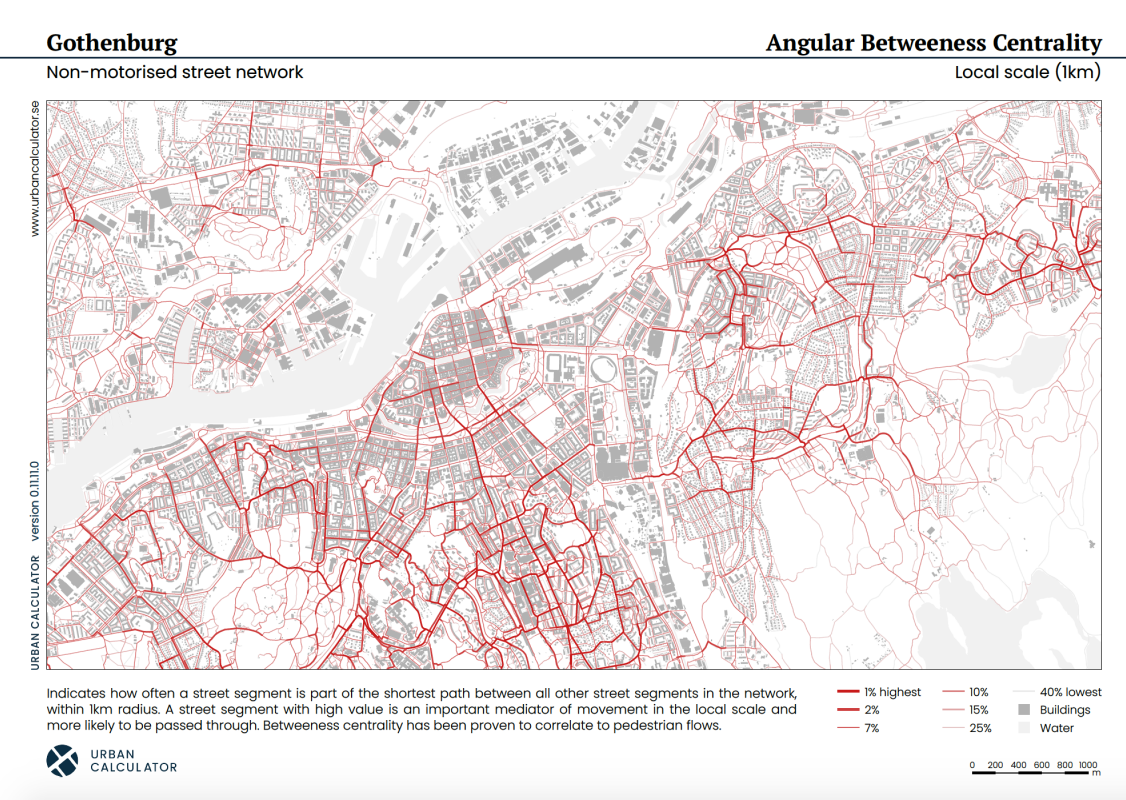 Gothenburg
Angular Betweeness Centrality
Non-motorised street network
Local scale (1km)
www.urbancalculator.se
URBAN CALCULATOR version 0.11.11.0
Indicates how often a street segment is part of the shortest path between all other street segments in the network,
within 1km radius. A street segment with high value is an important mediator of movement in the local scale and
more likely to be passed through. Betweeness centrality has been proven to correlate to pedestrian flows.
1% highest
2%
7%
10%
15%
25%
40% lowest
Buildings
Water
URBAN
CALCULATOR
0 200 400 600 800 1000
m